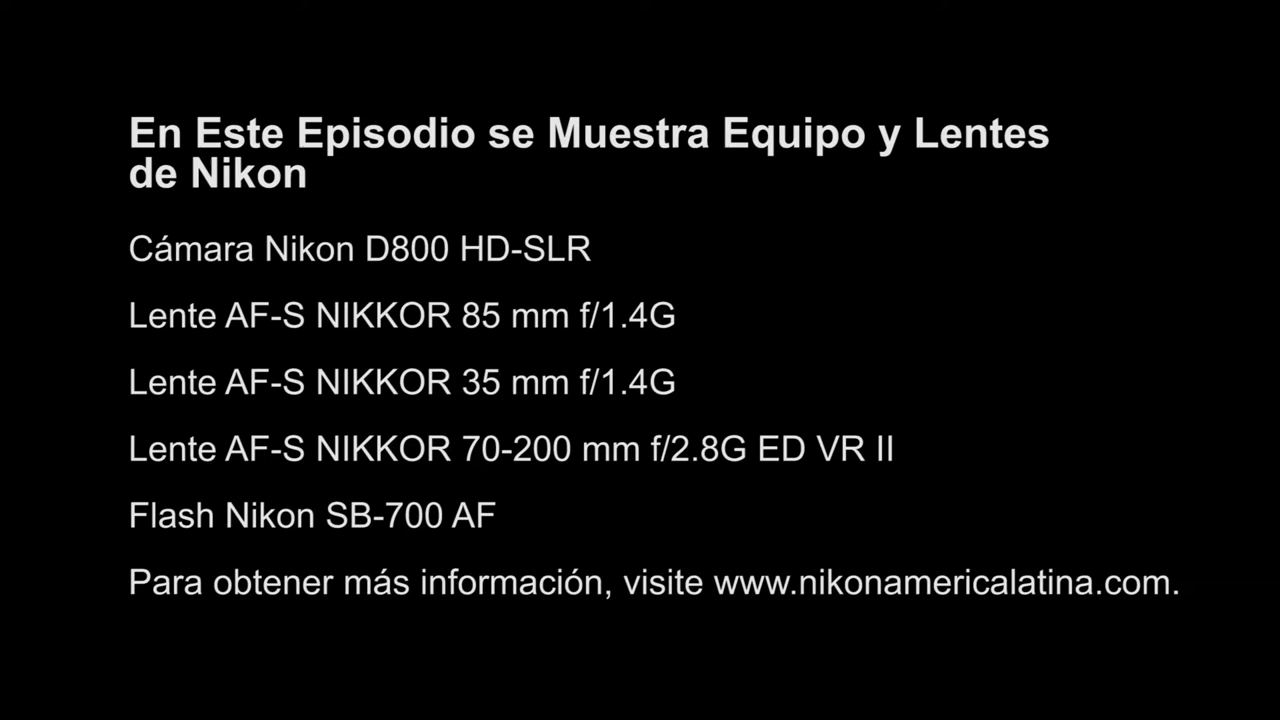 En Este Episodio se Muestra Equipo y Lentes
de Nikon
Cámara Nikon D800 HD-SLR
Lente AF-S NIKKOR 85 mm f/1.4G
Lente AF-S NIKKOR 35 mm f/1.4G
Lente AF-S NIKKOR 70-200 mm f/2.8G ED VR II
Flash Nikon SB-700 AF
Para obtener más información, visite www.nikonamericalatina.com.